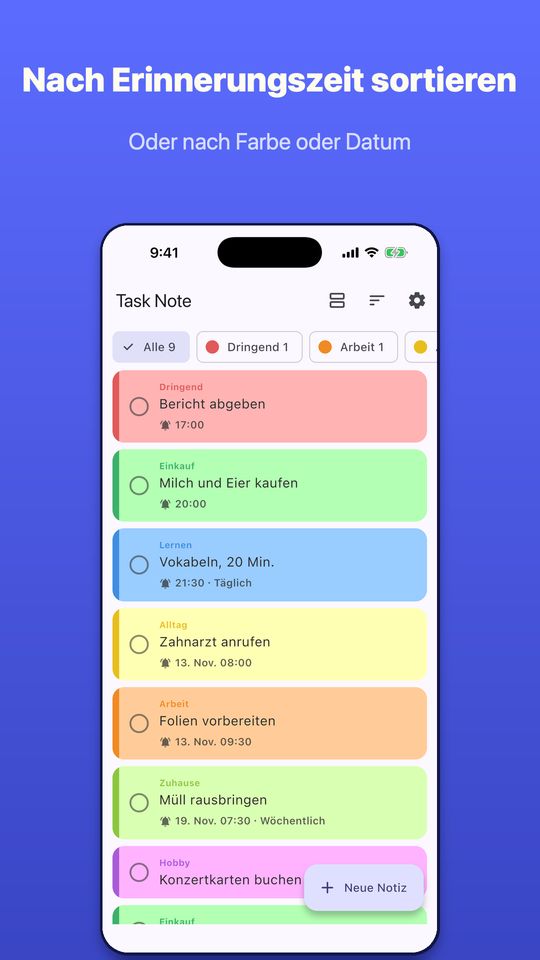 Nach Erinnerungszeit sortieren
Oder nach Farbe oder Datum
9:41
Task Note
Alle 9
Dringend 1
Arbeit 1
Dringend
Bericht abgeben
17:00
Einkauf
Milch und Eier kaufen
20:00
Lernen
Vokabeln, 20 Min.
21:30 · Täglich
Alltag
Zahnarzt anrufen
13. Nov. 08:00
Arbeit
Folien vorbereiten
13. Nov. 09:30
Zuhause
Müll rausbringen
19. Nov. 07:30 · Wöchentlich
Hobby
Konzertkarten buchen
Neue Notiz
Einkauf